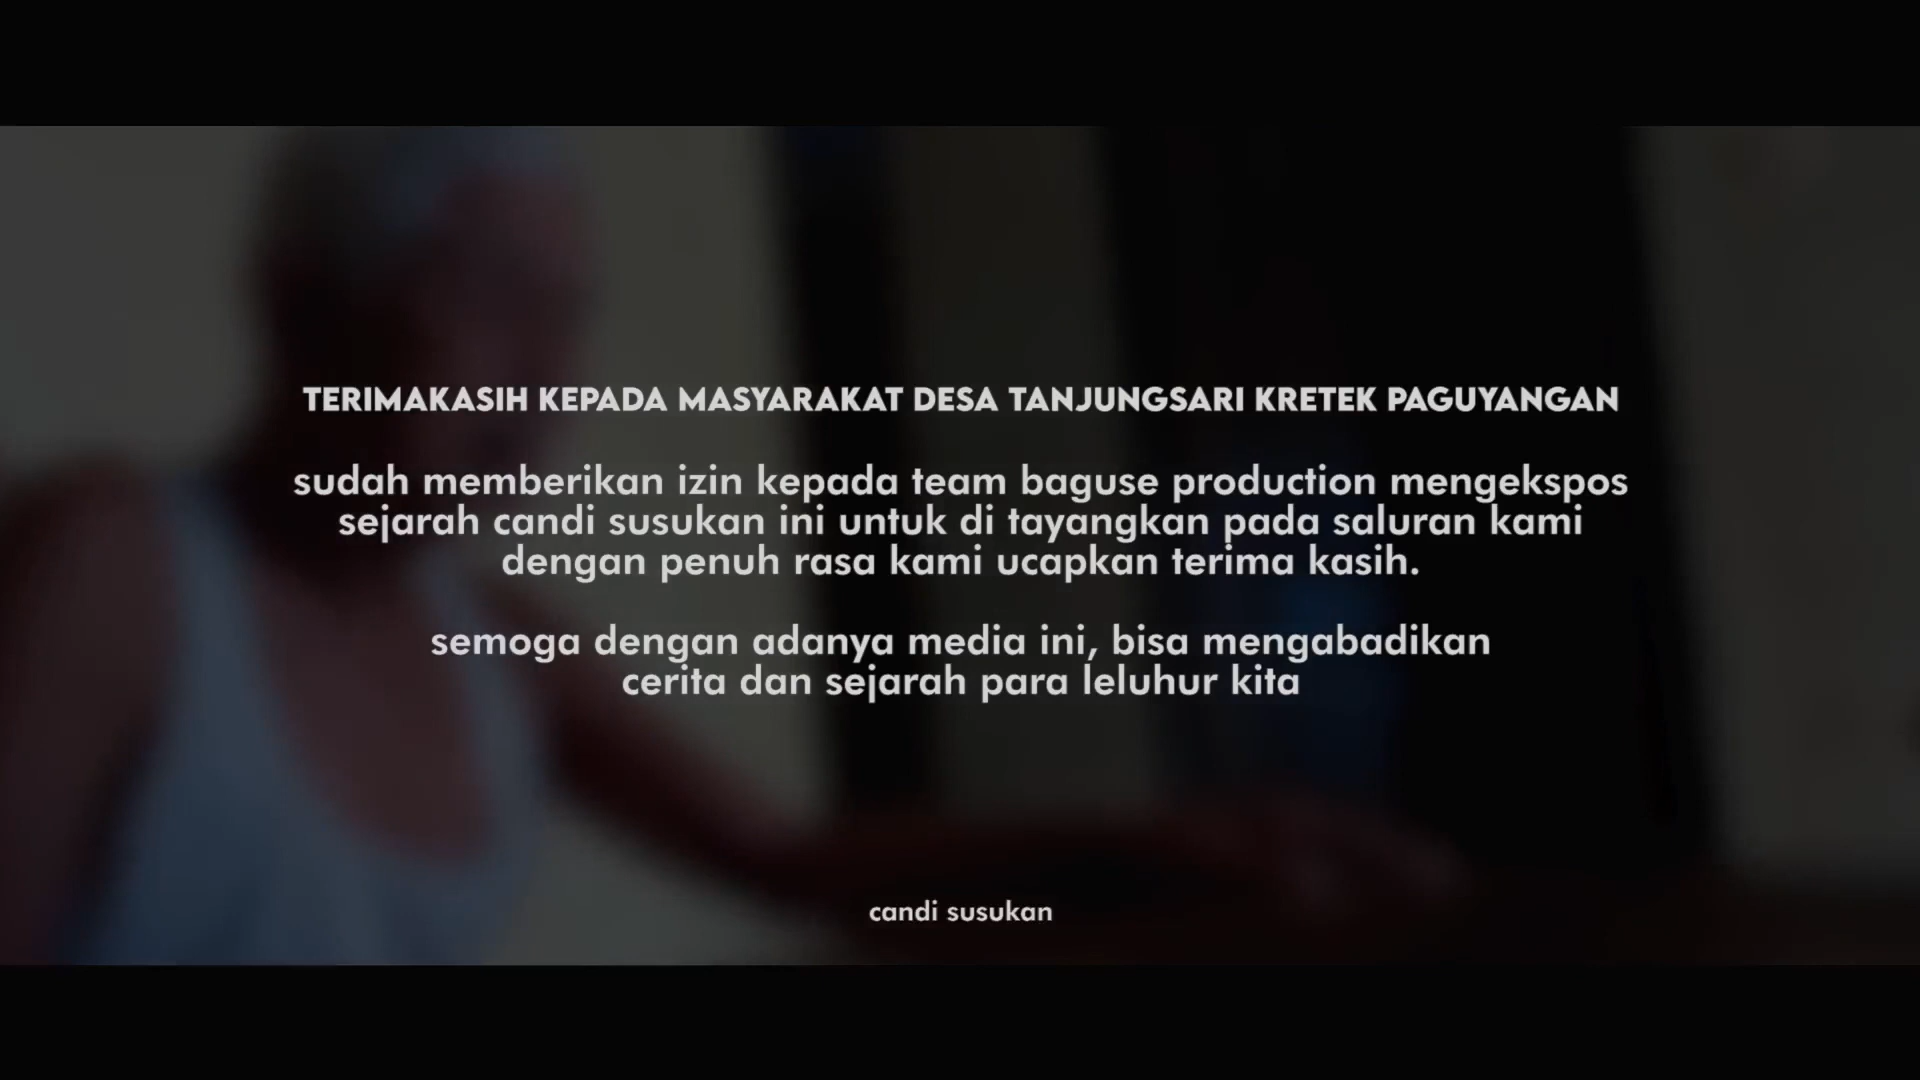 TERIMAKASIH KEPADA MASYARAKAT DESA TANJUNGSARI KRETEK PAGUYANGAN
sudah memberikan izin kepada team baguse production mengekspos
sejarah candi susukan ini untuk di tayangkan pada saluran kami
dengan penuh rasa kami ucapkan terima kasih.
semoga dengan adanya media ini, bisa mengabadikan
cerita dan sejarah para leluhur kita
candi susukan